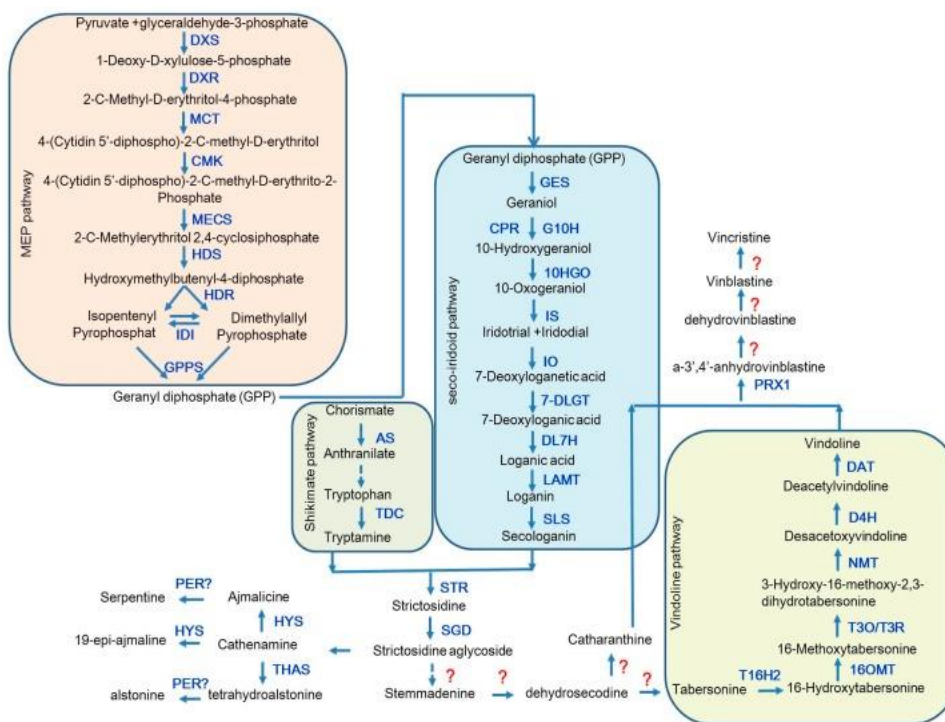 Pyruvate +glyceraldehyde-3-phosphate
DXS
1-Deoxy-D-xylulose-5-phosphate
DXR
2-C-Methyl-D-erythritol-4-phosphate
MCT
4-(Cytidin 5'-diphospho)-2-C-methyl-D-erythritol
CMK
4-(Cytidin 5'-diphospho)-2-C-methyl-D-erythrito-2-
Phosphate
MECS
2-C-Methylerythritol 2,4-cyclosiphosphate
HDS
Hydroxymethylbutenyl-4-diphosphate
HDR
Isopentenyl
Pyrophosphat
IDI
Dimethylallyl
Pyrophosphate
GPPS
Geranyl diphosphate (GPP)
MEP pathway
Chorismate
AS
Anthranilate
Tryptophan
TDC
Tryptamine
Shikimate pathway
Geranyl diphosphate (GPP)
GES
Geraniol
CPR G10H
10-Hydroxygeraniol
10HGO
10-Oxogeraniol
IS
Iridotrial +Iridodial
IO
7-Deoxyloganetic acid
7-DLGT
7-Deoxyloganic acid
DL7H
Loganic acid
LAMT
Loganin
SLS
Secologanin
seco-iridoid pathway
STR
Strictosidine
SGD
Strictosidine aglycoside
?
Stemmadenine
?
dehydrosecodine
?
Catharanthine
?
Cathenamine
HYS
Ajmalicine
PER?
Serpentine
HYS
19-epi-ajmaline
THAS
tetrahydroalstonine
PER?
alstonine
Vincristine
?
Vinblastine
?
dehydrovinblastine
?
a-3',4'-anhydrovinblastine
PRX1
Vindoline
DAT
Deacetylvindoline
D4H
Desacetoxyvindoline
NMT
3-Hydroxy-16-methoxy-2,3-
dihydrotabersonine
T3O/T3R
16-Methoxytabersonine
16OMT
16-Hydroxytabersonine
T16H2
Tabersonine
Vindoline pathway